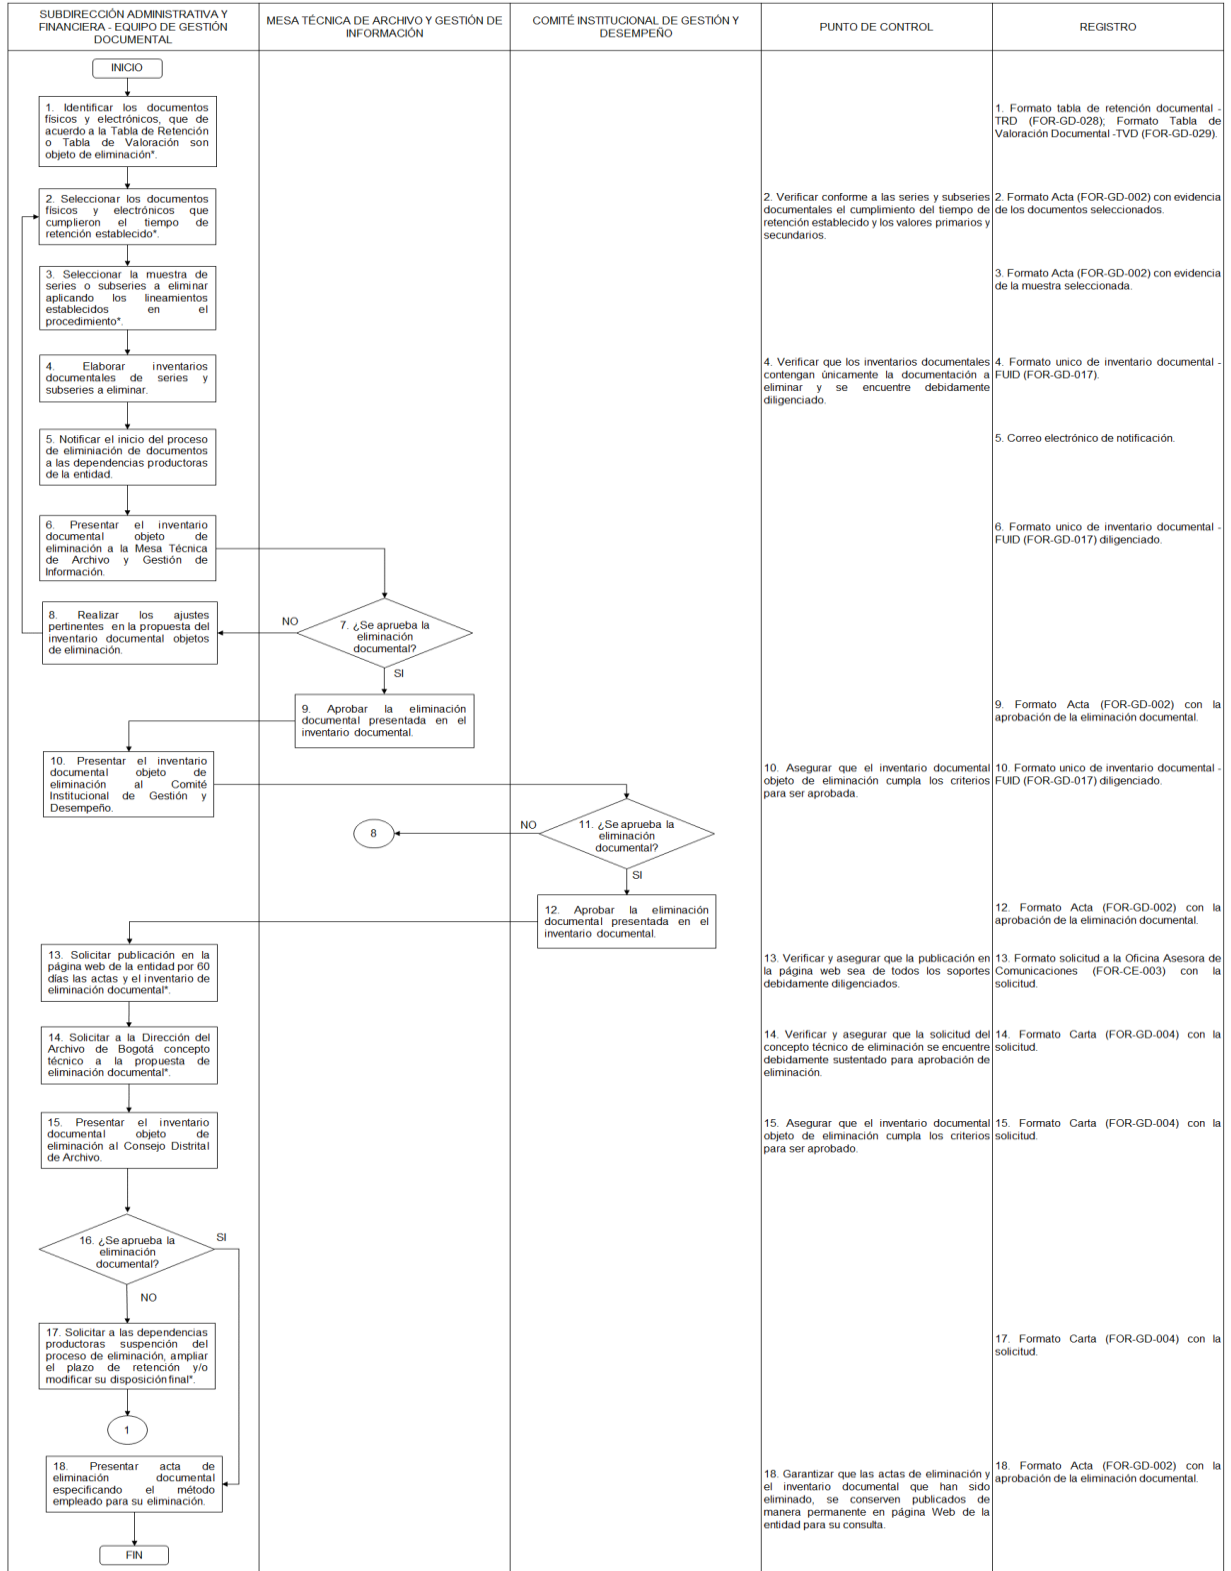 SUBDIRECCIÓN ADMINISTRATIVA Y
FINANCIERA - EQUIPO DE GESTIÓN
DOCUMENTAL
MESA TÉCNICA DE ARCHIVO Y GESTIÓN DE
INFORMACIÓN
COMITÉ INSTITUCIONAL DE GESTIÓN Y
DESEMPEÑO
PUNTO DE CONTROL
REGISTRO
INICIO
1. Identificar los documentos
físicos y electrónicos, que de
acuerdo a la Tabla de Retención
o Tabla de Valoración son
objeto de eliminación*.
1. Formato tabla de retención documental -
TRD (FOR-GD-028); Formato Tabla de
Valoración Documental -TVD (FOR-GD-029).
2. Seleccionar los documentos
físicos y electrónicos que
cumplieron el tiempo de
retención establecido*.
2. Verificar conforme a las series y subseries
documentales el cumplimiento del tiempo de
retención establecido y los valores primarios y
secundarios.
2. Formato Acta (FOR-GD-002) con evidencia
de los documentos seleccionados.
3. Seleccionar la muestra de
series o subseries a eliminar
aplicando los lineamientos
establecidos en el
procedimiento*.
3. Formato Acta (FOR-GD-002) con evidencia
de la muestra seleccionada.
4. Elaborar inventarios
documentales de series y
subseries a eliminar.
4. Verificar que los inventarios documentales
contengan únicamente la documentación a
eliminar y se encuentre debidamente
diligenciado.
4. Formato unico de inventario documental -
FUID (FOR-GD-017).
5. Notificar el inicio del proceso
de eliminiación de documentos
a las dependencias productoras
de la entidad.
5. Correo electrónico de notificación.
6. Presentar el inventario
documental objeto de
eliminación a la Mesa Técnica
de Archivo y Gestión de
Información.
6. Formato unico de inventario documental -
FUID (FOR-GD-017) diligenciado.
8. Realizar los ajustes
pertinentes en la propuesta del
inventario documental objetos
de eliminación.
NO
7. ¿Se aprueba la
eliminación
documental?
SI
9. Aprobar la eliminación
documental presentada en el
inventario documental.
9. Formato Acta (FOR-GD-002) con la
aprobación de la eliminación documental.
10. Presentar el inventario
documental objeto de
eliminación al Comité
Institucional de Gestión y
Desempeño.
10. Asegurar que el inventario documental
objeto de eliminación cumpla los criterios
para ser aprobada.
10. Formato unico de inventario documental -
FUID (FOR-GD-017) diligenciado.
8
NO
11. ¿Se aprueba la
eliminación
documental?
SI
12. Aprobar la eliminación
documental presentada en el
inventario documental.
12. Formato Acta (FOR-GD-002) con la
aprobación de la eliminación documental.
13. Solicitar publicación en la
página web de la entidad por 60
días las actas y el inventario de
eliminación documental*.
13. Verificar y asegurar que la publicación en
la página web sea de todos los soportes
debidamente diligenciados.
13. Formato solicitud a la Oficina Asesora de
Comunicaciones (FOR-CE-003) con la
solicitud.
14. Solicitar a la Dirección del
Archivo de Bogotá concepto
técnico a la propuesta de
eliminación documental*.
14. Verificar y asegurar que la solicitud del
concepto técnico de eliminación se encuentre
debidamente sustentado para aprobación de
eliminación.
14. Formato Carta (FOR-GD-004) con la
solicitud.
15. Presentar el inventario
documental objeto de
eliminación al Consejo Distrital
de Archivo.
15. Asegurar que el inventario documental
objeto de eliminación cumpla los criterios
para ser aprobado.
15. Formato Carta (FOR-GD-004) con la
solicitud.
16. ¿Se aprueba la
eliminación
documental?
SI
NO
17. Solicitar a las dependencias
productoras suspención del
proceso de eliminación, ampliar
el plazo de retención y/o
modificar su disposición final*.
17. Formato Carta (FOR-GD-004) con la
solicitud.
1
18. Presentar acta de
eliminación documental
especificando el método
empleado para su eliminación.
18. Garantizar que las actas de eliminación y
el inventario documental que han sido
eliminado, se conserven publicados de
manera permanente en página Web de la
entidad para su consulta.
18. Formato Acta (FOR-GD-002) con la
aprobación de la eliminación documental.
FIN